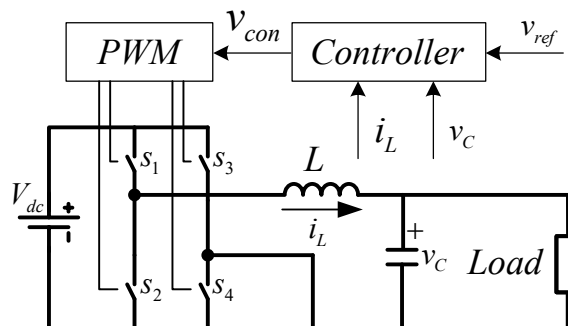 PWM
v_con
Controller
v_ref
i_L
v_C
s_1
s_3
L
V_dc
+
-
i_L
+
v_C
Load
s_2
s_4